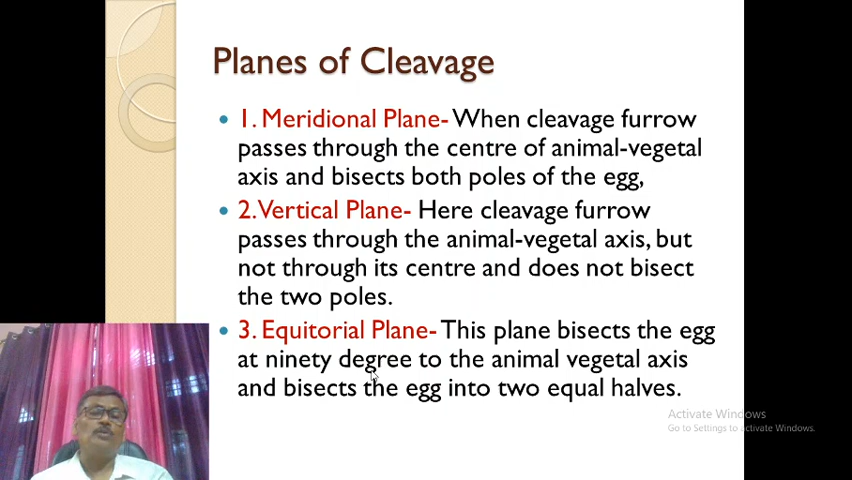 Planes of Cleavage
1. Meridional Plane- When cleavage furrow
passes through the centre of animal-vegetal
axis and bisects both poles of the egg,
2. Vertical Plane- Here cleavage furrow
passes through the animal-vegetal axis, but
not through its centre and does not bisect
the two poles.
3. Equitorial Plane- This plane bisects the egg
at ninety degree to the animal vegetal axis
and bisects the egg into two equal halves.
Activate Windows
Go to Settings to activate Windows.